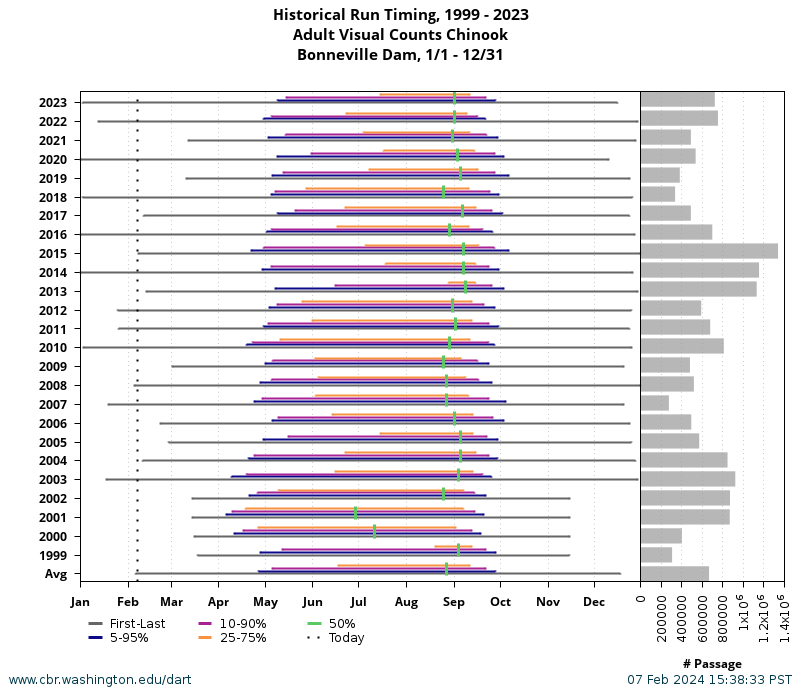 Historical Run Timing, 1999 - 2023
Adult Visual Counts Chinook
Bonneville Dam, 1/1 - 12/31
2023
2022
2021
2020
2019
2018
2017
2016
2015
2014
2013
2012
2011
2010
2009
2008
2007
2006
2005
2004
2003
2002
2001
2000
1999
Avg
Jan Feb Mar Apr May Jun Jul Aug Sep Oct Nov Dec
0 200000 400000 600000 800000 1x10^6 1.2x10^6 1.4x10^6
First-Last 10-90% 50%
5-95% 25-75% Today
# Passage
www.cbr.washington.edu/dart
07 Feb 2024 15:38:33 PST